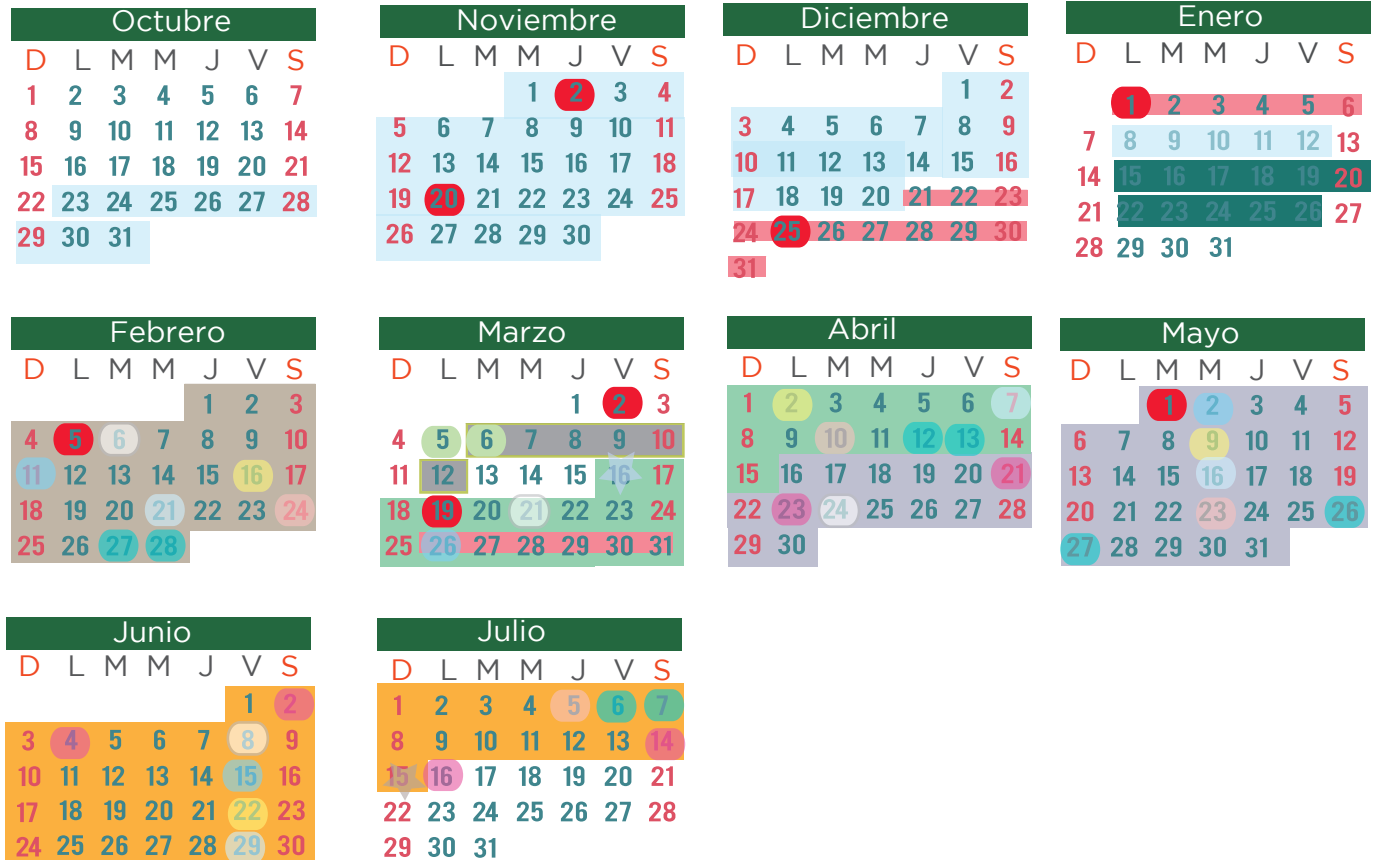 Octubre
D L M M J V S
1 2 3 4 5 6 7
8 9 10 11 12 13 14
15 16 17 18 19 20 21
22 23 24 25 26 27 28
29 30 31
Noviembre
D L M M J V S
1 2 3 4
5 6 7 8 9 10 11
12 13 14 15 16 17 18
19 20 21 22 23 24 25
26 27 28 29 30
Diciembre
D L M M J V S
1 2
3 4 5 6 7 8 9
10 11 12 13 14 15 16
17 18 19 20 21 22 23
24 25 26 27 28 29 30
31
Enero
D L M M J V S
1 2 3 4 5 6
7 8 9 10 11 12 13
14 15 16 17 18 19 20
21 22 23 24 25 26 27
28 29 30 31
Febrero
D L M M J V S
1 2 3
4 5 6 7 8 9 10
11 12 13 14 15 16 17
18 19 20 21 22 23 24
25 26 27 28
Marzo
D L M M J V S
1 2 3
4 5 6 7 8 9 10
11 12 13 14 15 16 17
18 19 20 21 22 23 24
25 26 27 28 29 30 31
Abril
D L M M J V S
1 2 3 4 5 6 7
8 9 10 11 12 13 14
15 16 17 18 19 20 21
22 23 24 25 26 27 28
29 30
Mayo
D L M M J V S
1 2 3 4 5
6 7 8 9 10 11 12
13 14 15 16 17 18 19
20 21 22 23 24 25 26
27 28 29 30 31
Junio
D L M M J V S
1 2
3 4 5 6 7 8 9
10 11 12 13 14 15 16
17 18 19 20 21 22 23
24 25 26 27 28 29 30
Julio
D L M M J V S
1 2 3 4 5 6 7
8 9 10 11 12 13 14
15 16 17 18 19 20 21
22 23 24 25 26 27 28
29 30 31